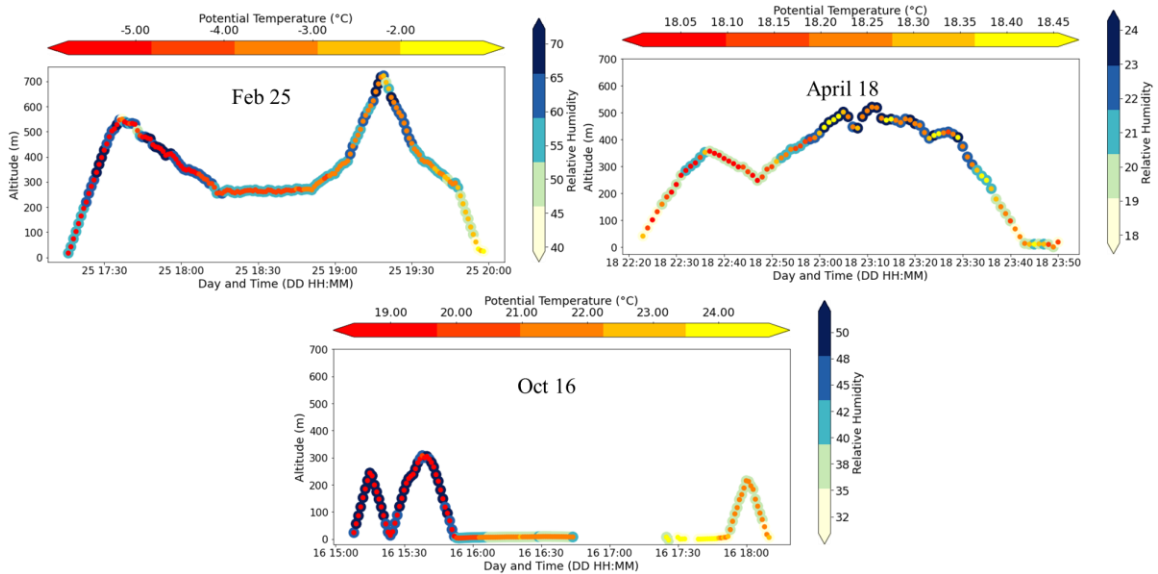 Potential Temperature (°C)
-5.00 -4.00 -3.00 -2.00
Feb 25
Altitude (m)
700
600
500
400
300
200
100
0
25 17:30 25 18:00 25 18:30 25 19:00 25 19:30 25 20:00
Day and Time (DD HH:MM)
70
65
60
55
50
45
40
Relative Humidity
Potential Temperature (°C)
18.05 18.10 18.15 18.20 18.25 18.30 18.35 18.40 18.45
April 18
Altitude (m)
700
600
500
400
300
200
100
0
18 22:20 18 22:30 18 22:40 18 22:50 18 23:00 18 23:10 18 23:20 18 23:30 18 23:40 18 23:50
Day and Time (DD HH:MM)
24
23
22
21
20
19
18
Relative Humidity
Potential Temperature (°C)
19.00 20.00 21.00 22.00 23.00 24.00
Oct 16
Altitude (m)
700
600
500
400
300
200
100
0
16 15:00 16 15:30 16 16:00 16 16:30 16 17:00 16 17:30 16 18:00
Day and Time (DD HH:MM)
50
48
45
42
40
38
35
32
Relative Humidity